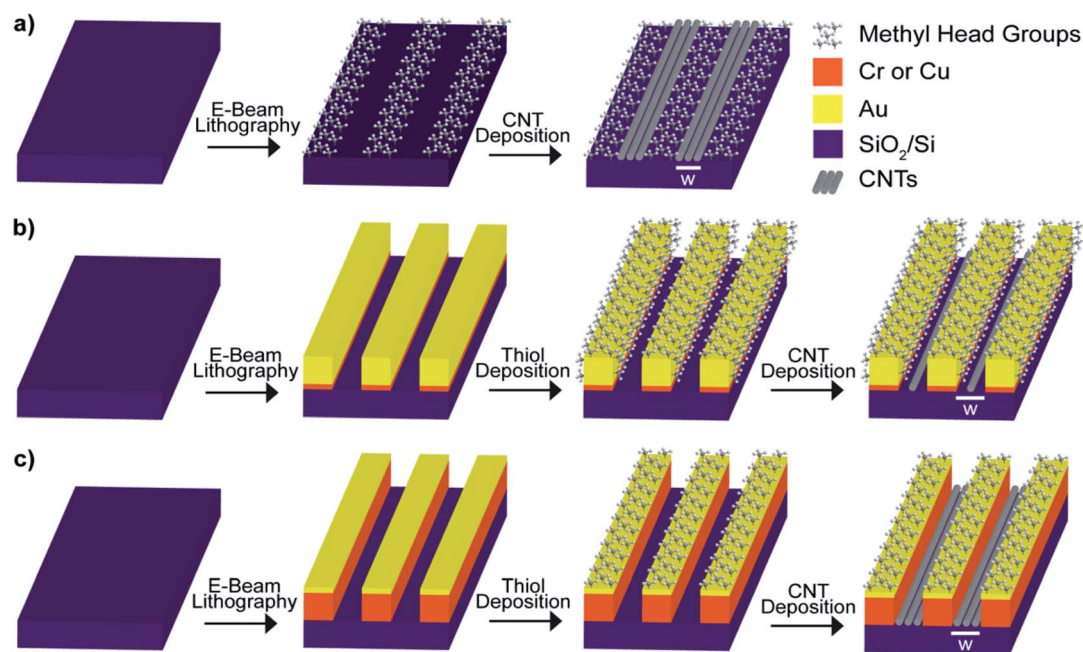 a)
E-Beam
Lithography
CNT
Deposition
w
Methyl Head Groups
Cr or Cu
Au
SiO₂/Si
CNTs
b)
E-Beam
Lithography
Thiol
Deposition
CNT
Deposition
w
c)
E-Beam
Lithography
Thiol
Deposition
CNT
Deposition
w